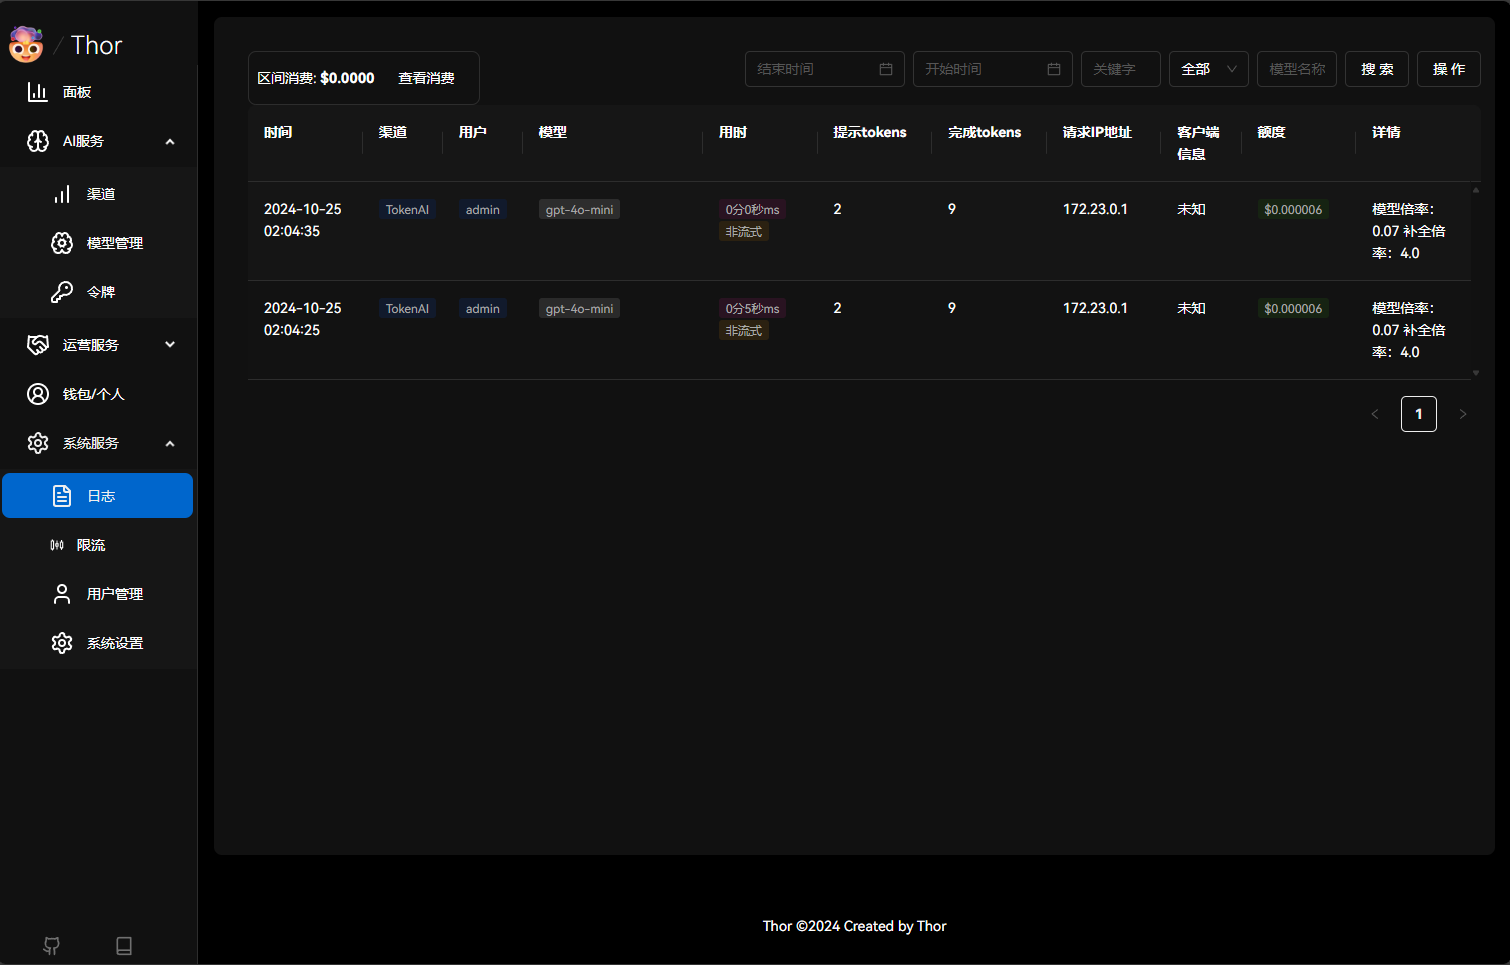 / Thor
面板
AI服务
渠道
模型管理
令牌
运营服务
钱包/个人
系统服务
日志
限流
用户管理
系统设置
区间消费: $0.0000 查看消费
结束时间 开始时间 关键字 全部 模型名称 搜 索 操 作
时间 渠道 用户 模型 用时 提示tokens 完成tokens 请求IP地址 客户端 额度 详情
信息
2024-10-25 TokenAI admin gpt-4o-mini 0分0秒ms 2 9 172.23.0.1 未知 $0.000006 模型倍率:
02:04:35 非流式 0.07 补全倍
率：4.0
2024-10-25 TokenAI admin gpt-4o-mini 0分5秒ms 2 9 172.23.0.1 未知 $0.000006 模型倍率:
02:04:25 非流式 0.07 补全倍
率：4.0
1
Thor ©2024 Created by Thor